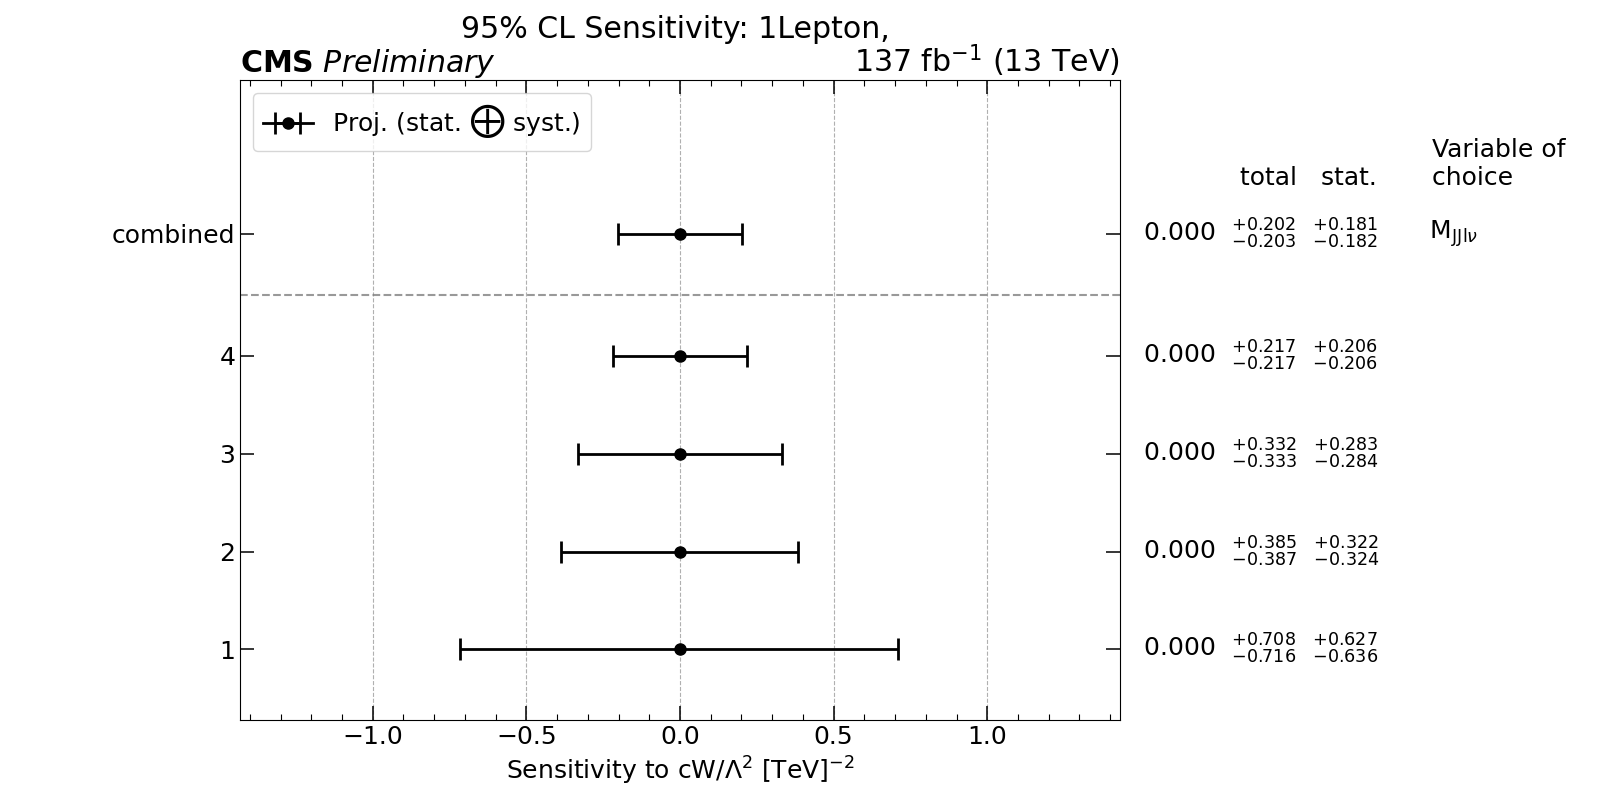 95% CL Sensitivity: 1Lepton,
CMS Preliminary 137 fb⁻¹ (13 TeV)
Proj. (stat. ⊕ syst.)
total stat. Variable of
choice
combined 0.000 +0.202 −0.203 +0.181 −0.182 M_JJlν
4 0.000 +0.217 −0.217 +0.206 −0.206
3 0.000 +0.332 −0.333 +0.283 −0.284
2 0.000 +0.385 −0.387 +0.322 −0.324
1 0.000 +0.708 −0.716 +0.627 −0.636
−1.0 −0.5 0.0 0.5 1.0
Sensitivity to cW/Λ² [TeV]⁻²